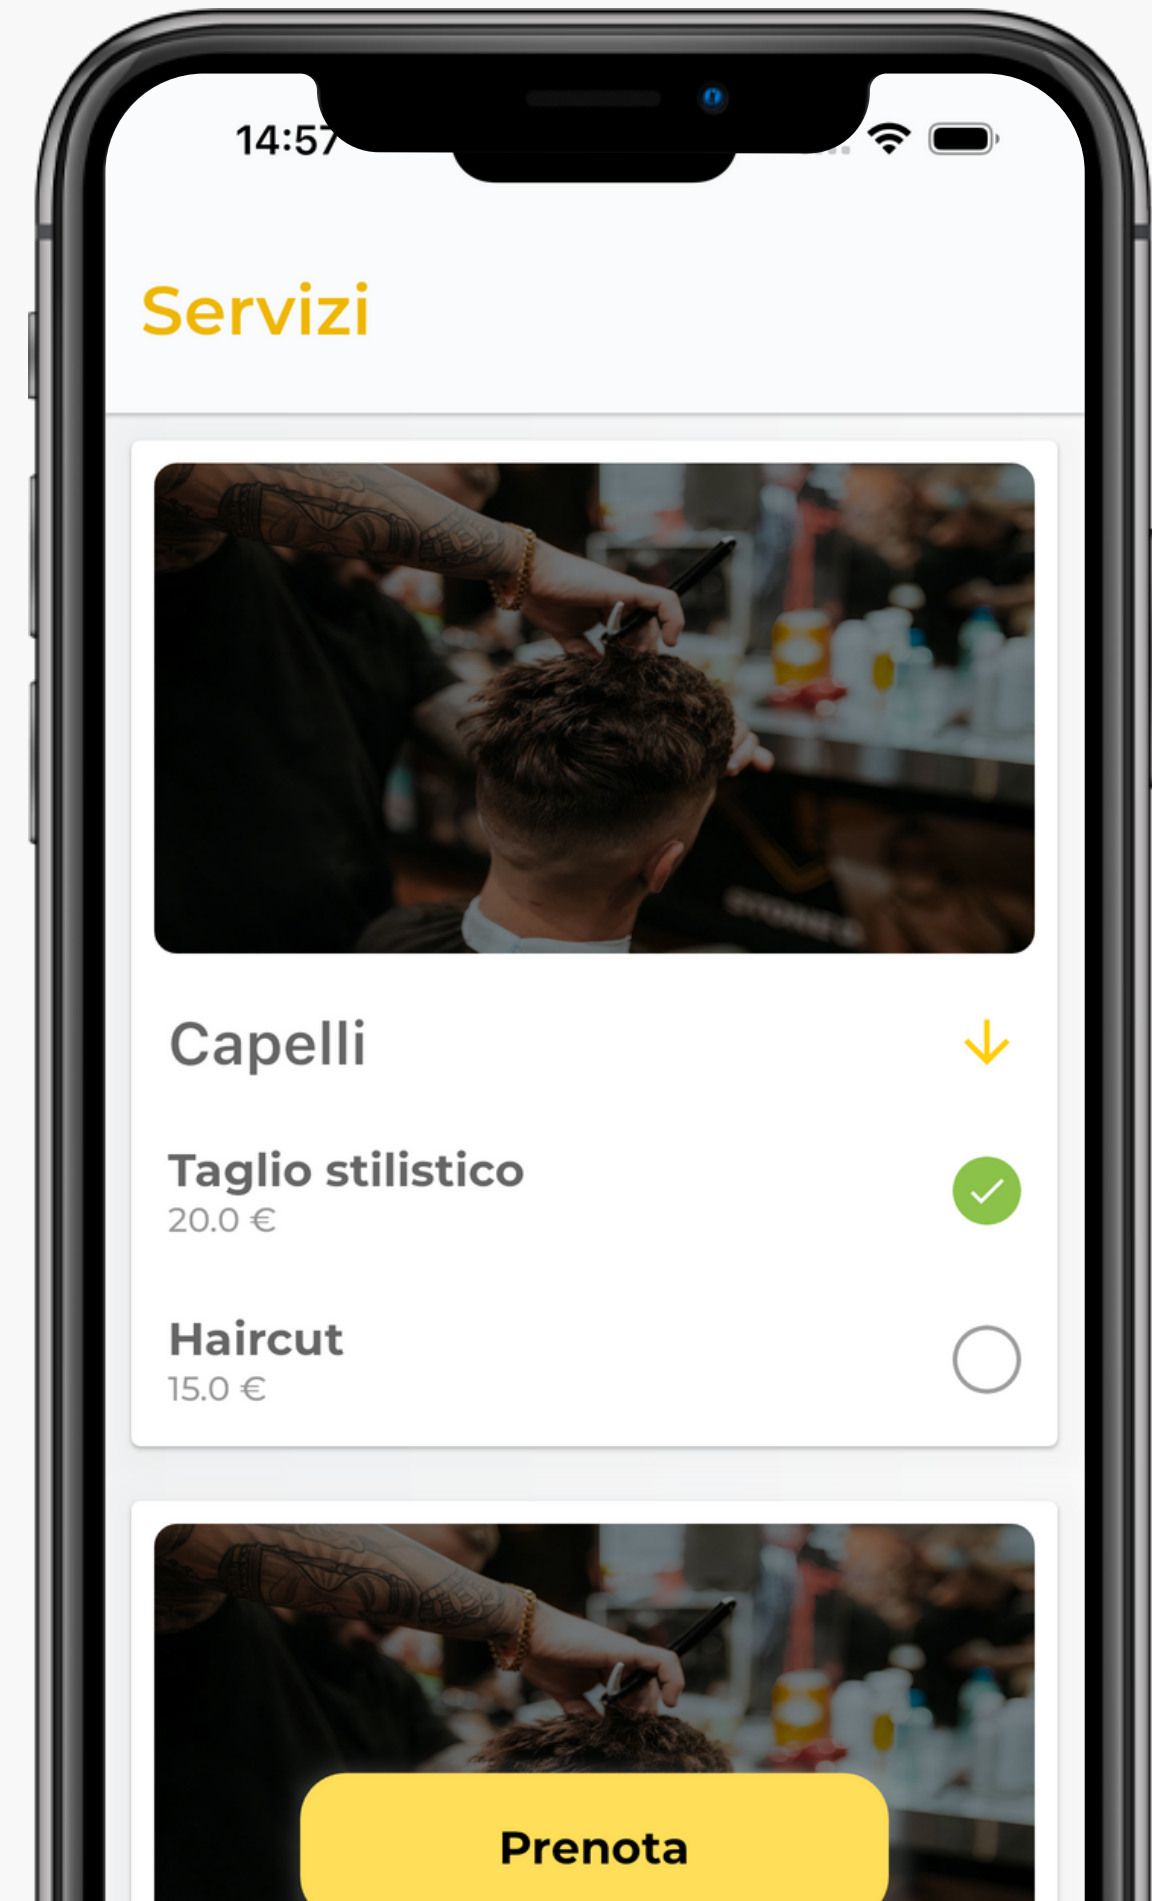 14:57
Servizi
Capelli
Taglio stilistico
20.0 €
Haircut
15.0 €
Prenota